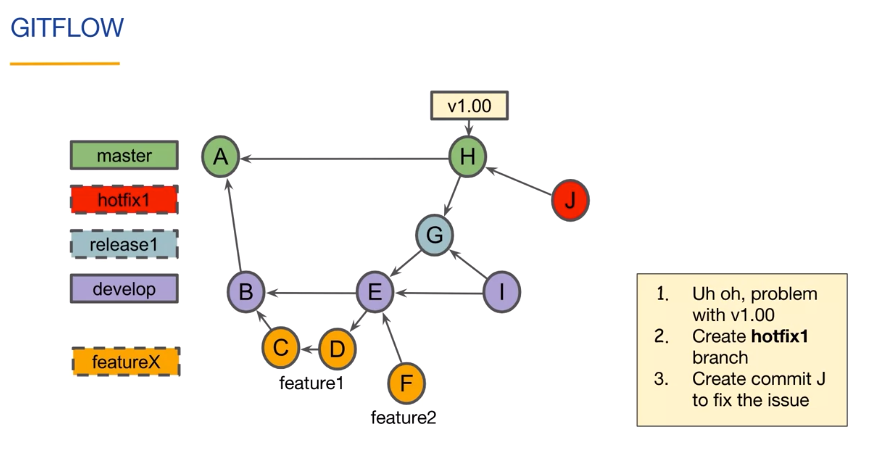 GITFLOW
v1.00
master
A
H
hotfix1
J
release1
G
develop
B
E
I
featureX
C
D
feature1
F
feature2
1. Uh oh, problem
with v1.00
2. Create hotfix1
branch
3. Create commit J
to fix the issue